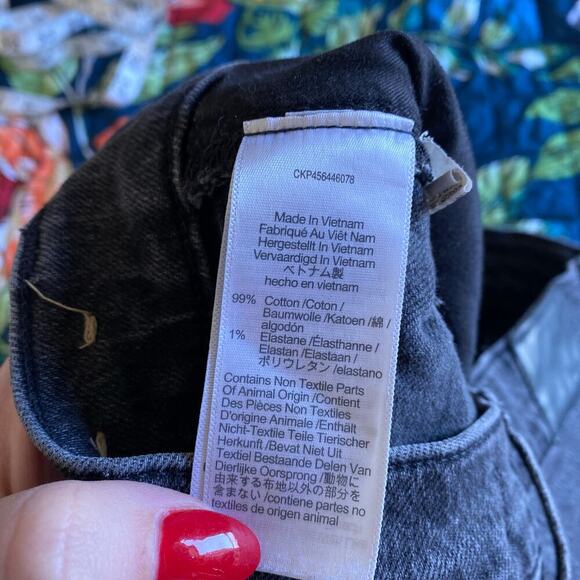 CKP456446078
Made In Vietnam
Fabriqué Au Viêt Nam
Hergestellt In Vietnam
Vervaardigd In Vietnam
ベトナム製
hecho en vietnam
99% Cotton /Coton /
Baumwolle /Katoen /綿 /
algodón
1% Elastane /Élasthanne /
Elastan /Elastaan /
ポリウレタン /elastano
Contains Non Textile Parts
Of Animal Origin /Contient
Des Pièces Non Textiles
D'origine Animale /Enthält
Nicht-Textile Teile Tierischer
Herkunft /Bevat Niet Uit
Textiel Bestaande Delen Van
Dierlijke Oorsprong /動物に
由来する布地以外の部分を
含まない /contiene partes no
textiles de origen animal